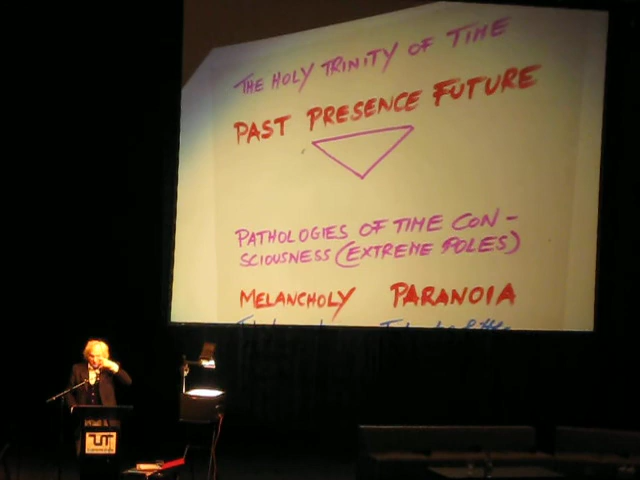 THE HOLY TRINITY OF TIME
PAST PRESENCE FUTURE
PATHOLOGIES OF TIME CON-
SCIOUSNESS (EXTREME POLES)
MELANCHOLY PARANOIA